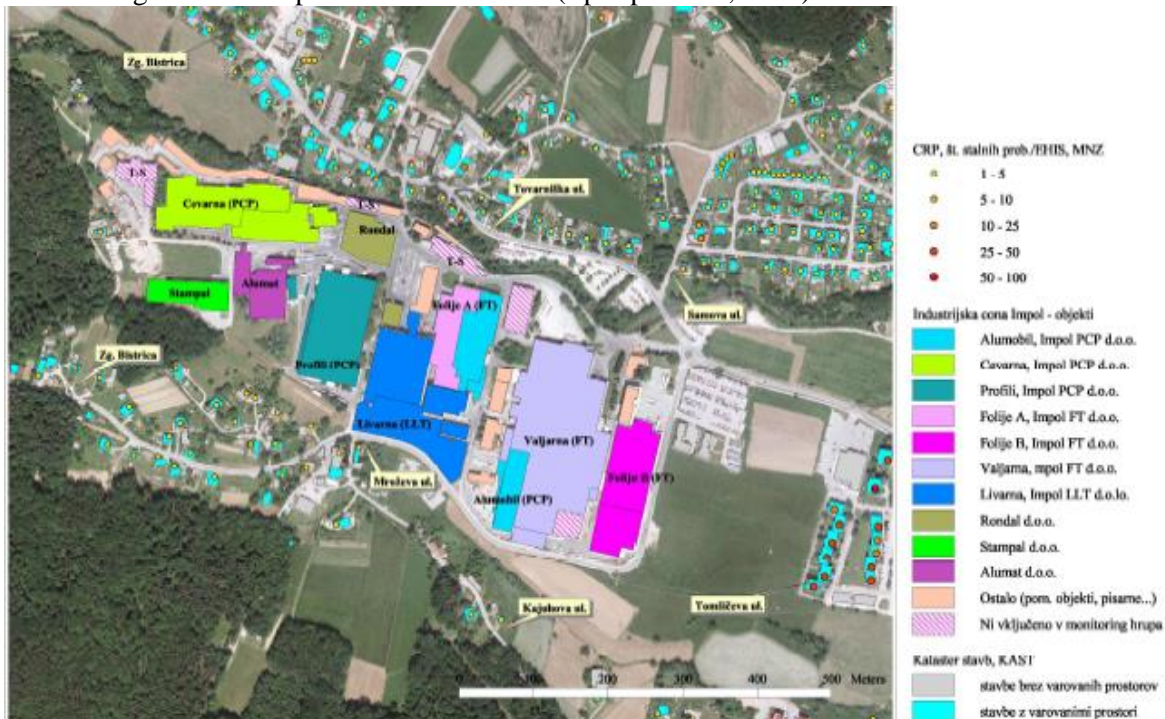 Zg. Bistrica
T-S
Cevarna (PCP)
T-S
Tovarniška ul.
Rondal
T-S
Stampal
Alumat
Folije A (FT)
Samova ul.
Zg. Bistrica
Profili (PCP)
Livarna (LLT)
Valjarna (FT)
Mroževa ul.
Alumobil (PCP)
Folije B (FT)
Kajuhova ul.
Tomšičeva ul.
0 100 200 300 400 500 Meters
CRP, št. stalnih preb./EHIS, MNZ
1 - 5
5 - 10
10 - 25
25 - 50
50 - 100
Industrijska cona Impol - objekti
Alumobil, Impol PCP d.o.o.
Cevarna, Impol PCP d.o.o.
Profili, Impol PCP d.o.o.
Folije A, Impol FT d.o.o.
Folije B, Impol FT d.o.o.
Valjarna, mpol FT d.o.o.
Livarna, Impol LLT d.o.lo.
Rondal d.o.o.
Stampal d.o.o.
Alumat d.o.o.
Ostalo (pom. objekti, pisarne...)
Ni vključeno v monitoring hrupa
Kataster stavb, KAST
stavbe brez varovanih prostorov
stavbe z varovanimi prostori